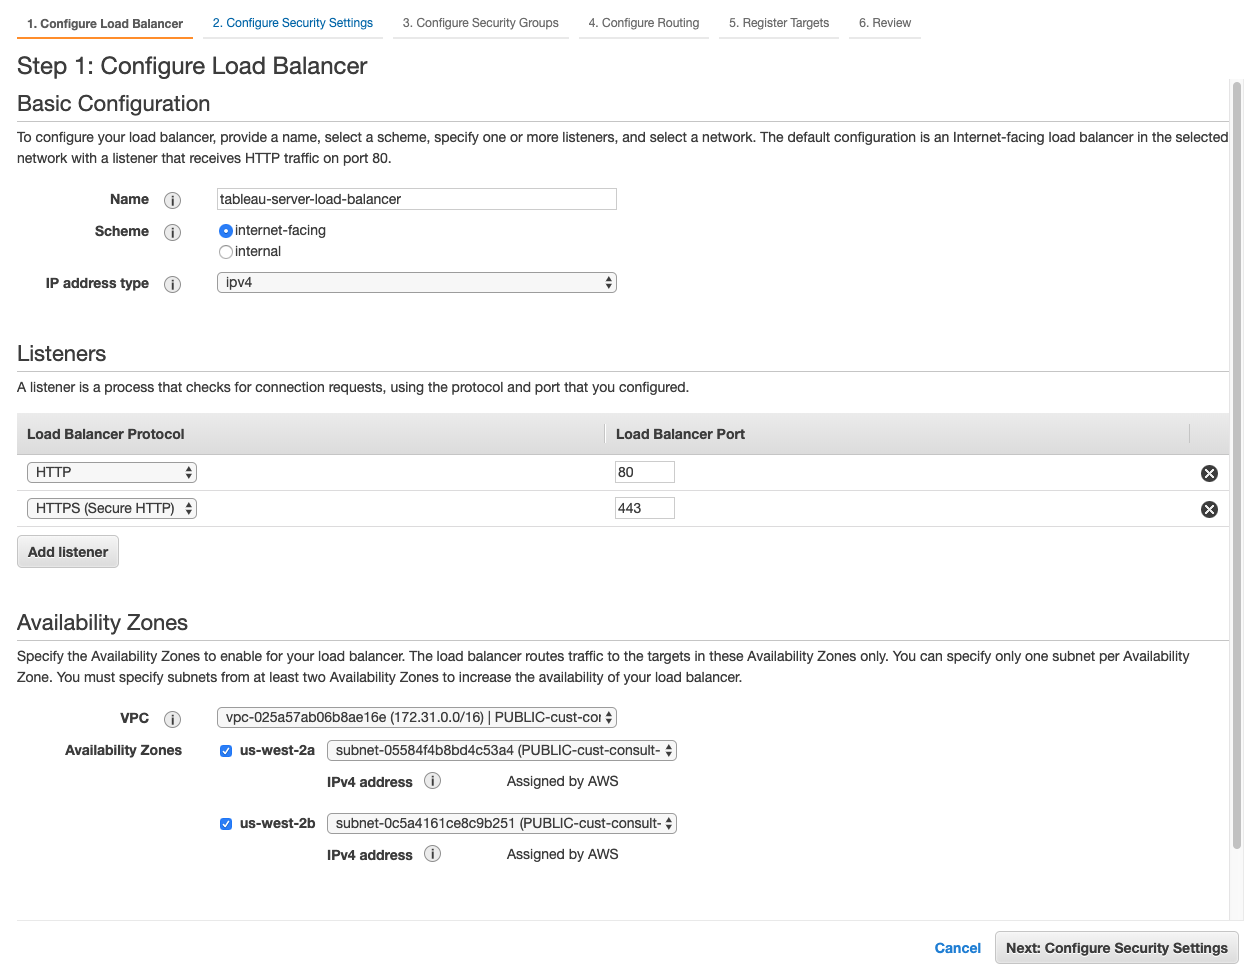 1. Configure Load Balancer 2. Configure Security Settings 3. Configure Security Groups 4. Configure Routing 5. Register Targets 6. Review
Step 1: Configure Load Balancer
Basic Configuration
To configure your load balancer, provide a name, select a scheme, specify one or more listeners, and select a network. The default configuration is an Internet-facing load balancer in the selected
network with a listener that receives HTTP traffic on port 80.
Name i tableau-server-load-balancer
Scheme i internet-facing
internal
IP address type i ipv4
Listeners
A listener is a process that checks for connection requests, using the protocol and port that you configured.
Load Balancer Protocol Load Balancer Port
HTTP 80
HTTPS (Secure HTTP) 443
Add listener
Availability Zones
Specify the Availability Zones to enable for your load balancer. The load balancer routes traffic to the targets in these Availability Zones only. You can specify only one subnet per Availability
Zone. You must specify subnets from at least two Availability Zones to increase the availability of your load balancer.
VPC i vpc-025a57ab06b8ae16e (172.31.0.0/16) | PUBLIC-cust-cor
Availability Zones us-west-2a subnet-05584f4b8bd4c53a4 (PUBLIC-cust-consult-
IPv4 address i Assigned by AWS
us-west-2b subnet-0c5a4161ce8c9b251 (PUBLIC-cust-consult-
IPv4 address i Assigned by AWS
Cancel Next: Configure Security Settings